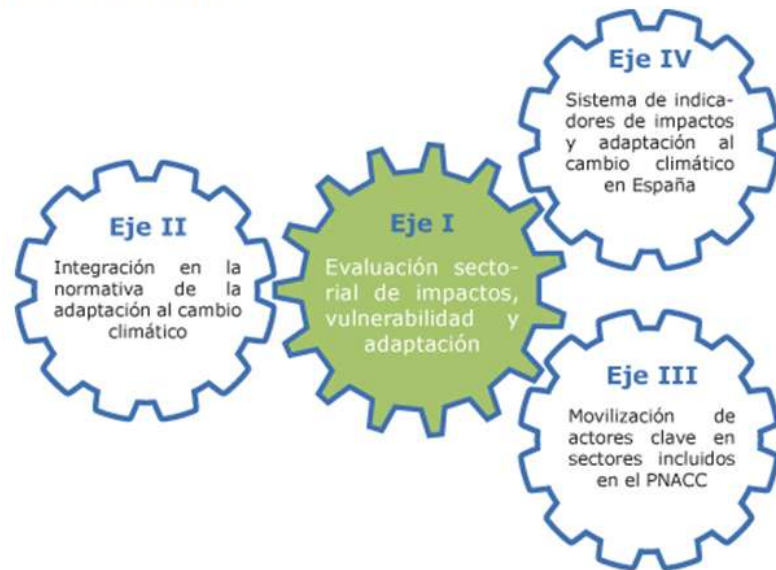 Eje IV
Sistema de indica-
dores de impactos
y adaptación al
cambio climático
en España
Eje II
Integración en la
normativa de la
adaptación al cambio
climático
Eje I
Evaluación secto-
rial de impactos,
vulnerabilidad y
adaptación
Eje III
Movilización de
actores clave en
sectores incluidos
en el PNACC